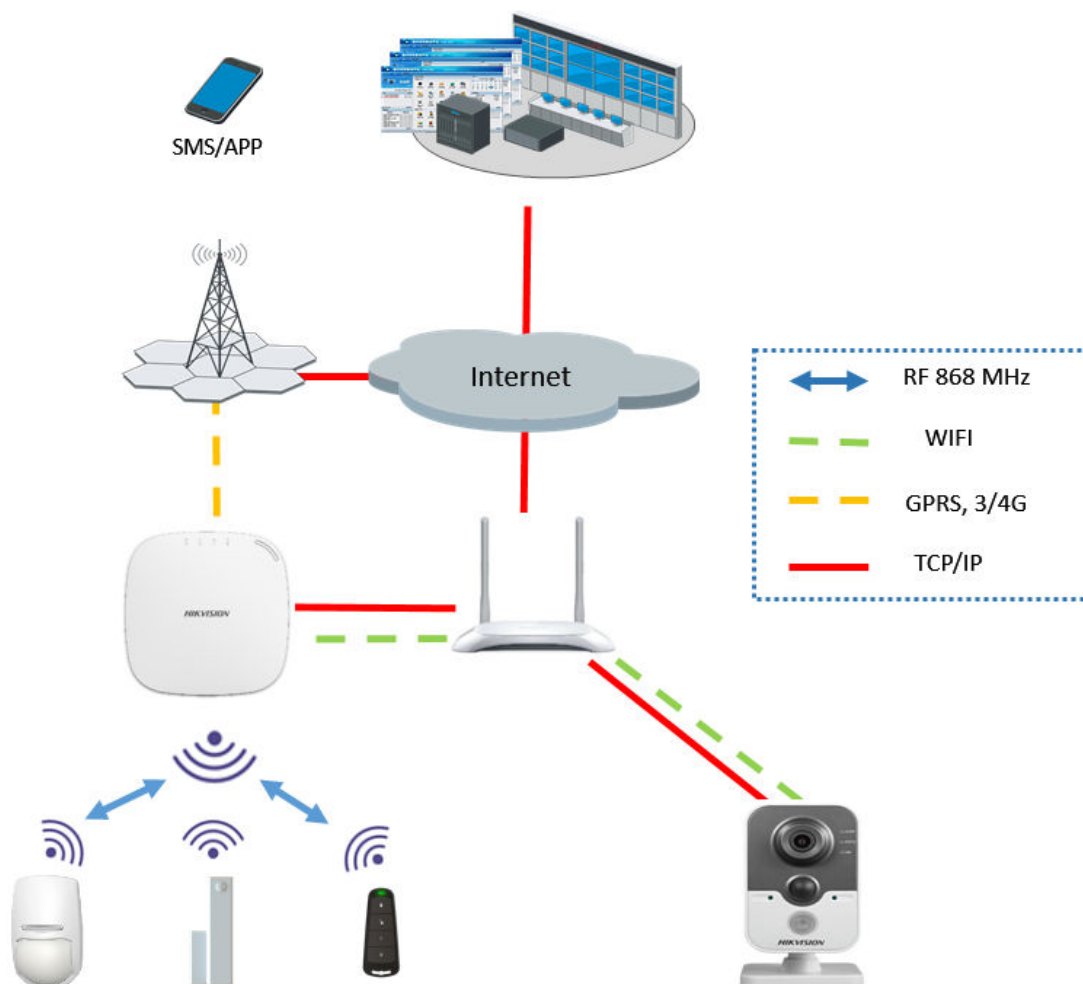 SMS/APP
Internet
RF 868 MHz
WIFI
GPRS, 3/4G
TCP/IP
HIKVISION
HIKVISION